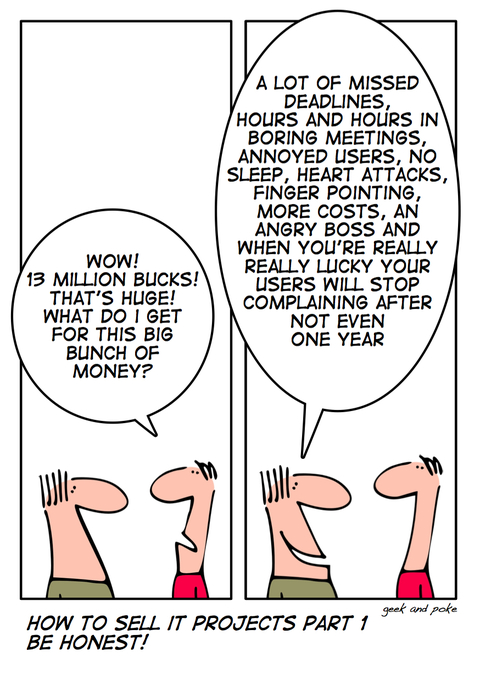 WOW!
13 MILLION BUCKS!
THAT'S HUGE!
WHAT DO I GET
FOR THIS BIG
BUNCH OF
MONEY?
A LOT OF MISSED
DEADLINES,
HOURS AND HOURS IN
BORING MEETINGS,
ANNOYED USERS, NO
SLEEP, HEART ATTACKS,
FINGER POINTING,
MORE COSTS, AN
ANGRY BOSS AND
WHEN YOU'RE REALLY
REALLY LUCKY YOUR
USERS WILL STOP
COMPLAINING AFTER
NOT EVEN
ONE YEAR
geek and poke
HOW TO SELL IT PROJECTS PART 1
BE HONEST!